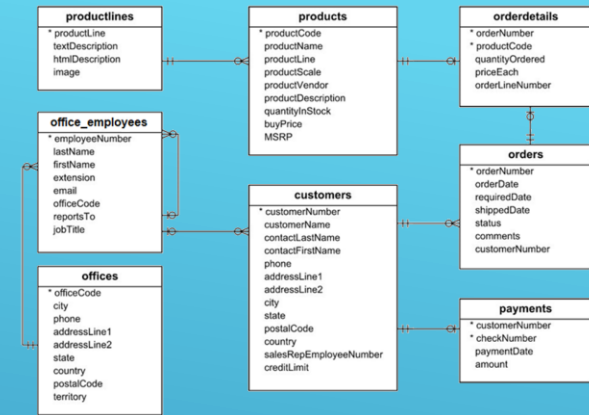 productlines
* productLine
textDescription
htmlDescription
image
products
* productCode
productName
productLine
productScale
productVendor
productDescription
quantityInStock
buyPrice
MSRP
orderdetails
* orderNumber
* productCode
quantityOrdered
priceEach
orderLineNumber
office_employees
* employeeNumber
lastName
firstName
extension
email
officeCode
reportsTo
jobTitle
customers
* customerNumber
customerName
contactLastName
contactFirstName
phone
addressLine1
addressLine2
city
state
postalCode
country
salesRepEmployeeNumber
creditLimit
orders
* orderNumber
orderDate
requiredDate
shippedDate
status
comments
customerNumber
offices
* officeCode
city
phone
addressLine1
addressLine2
state
country
postalCode
territory
payments
* customerNumber
* checkNumber
paymentDate
amount